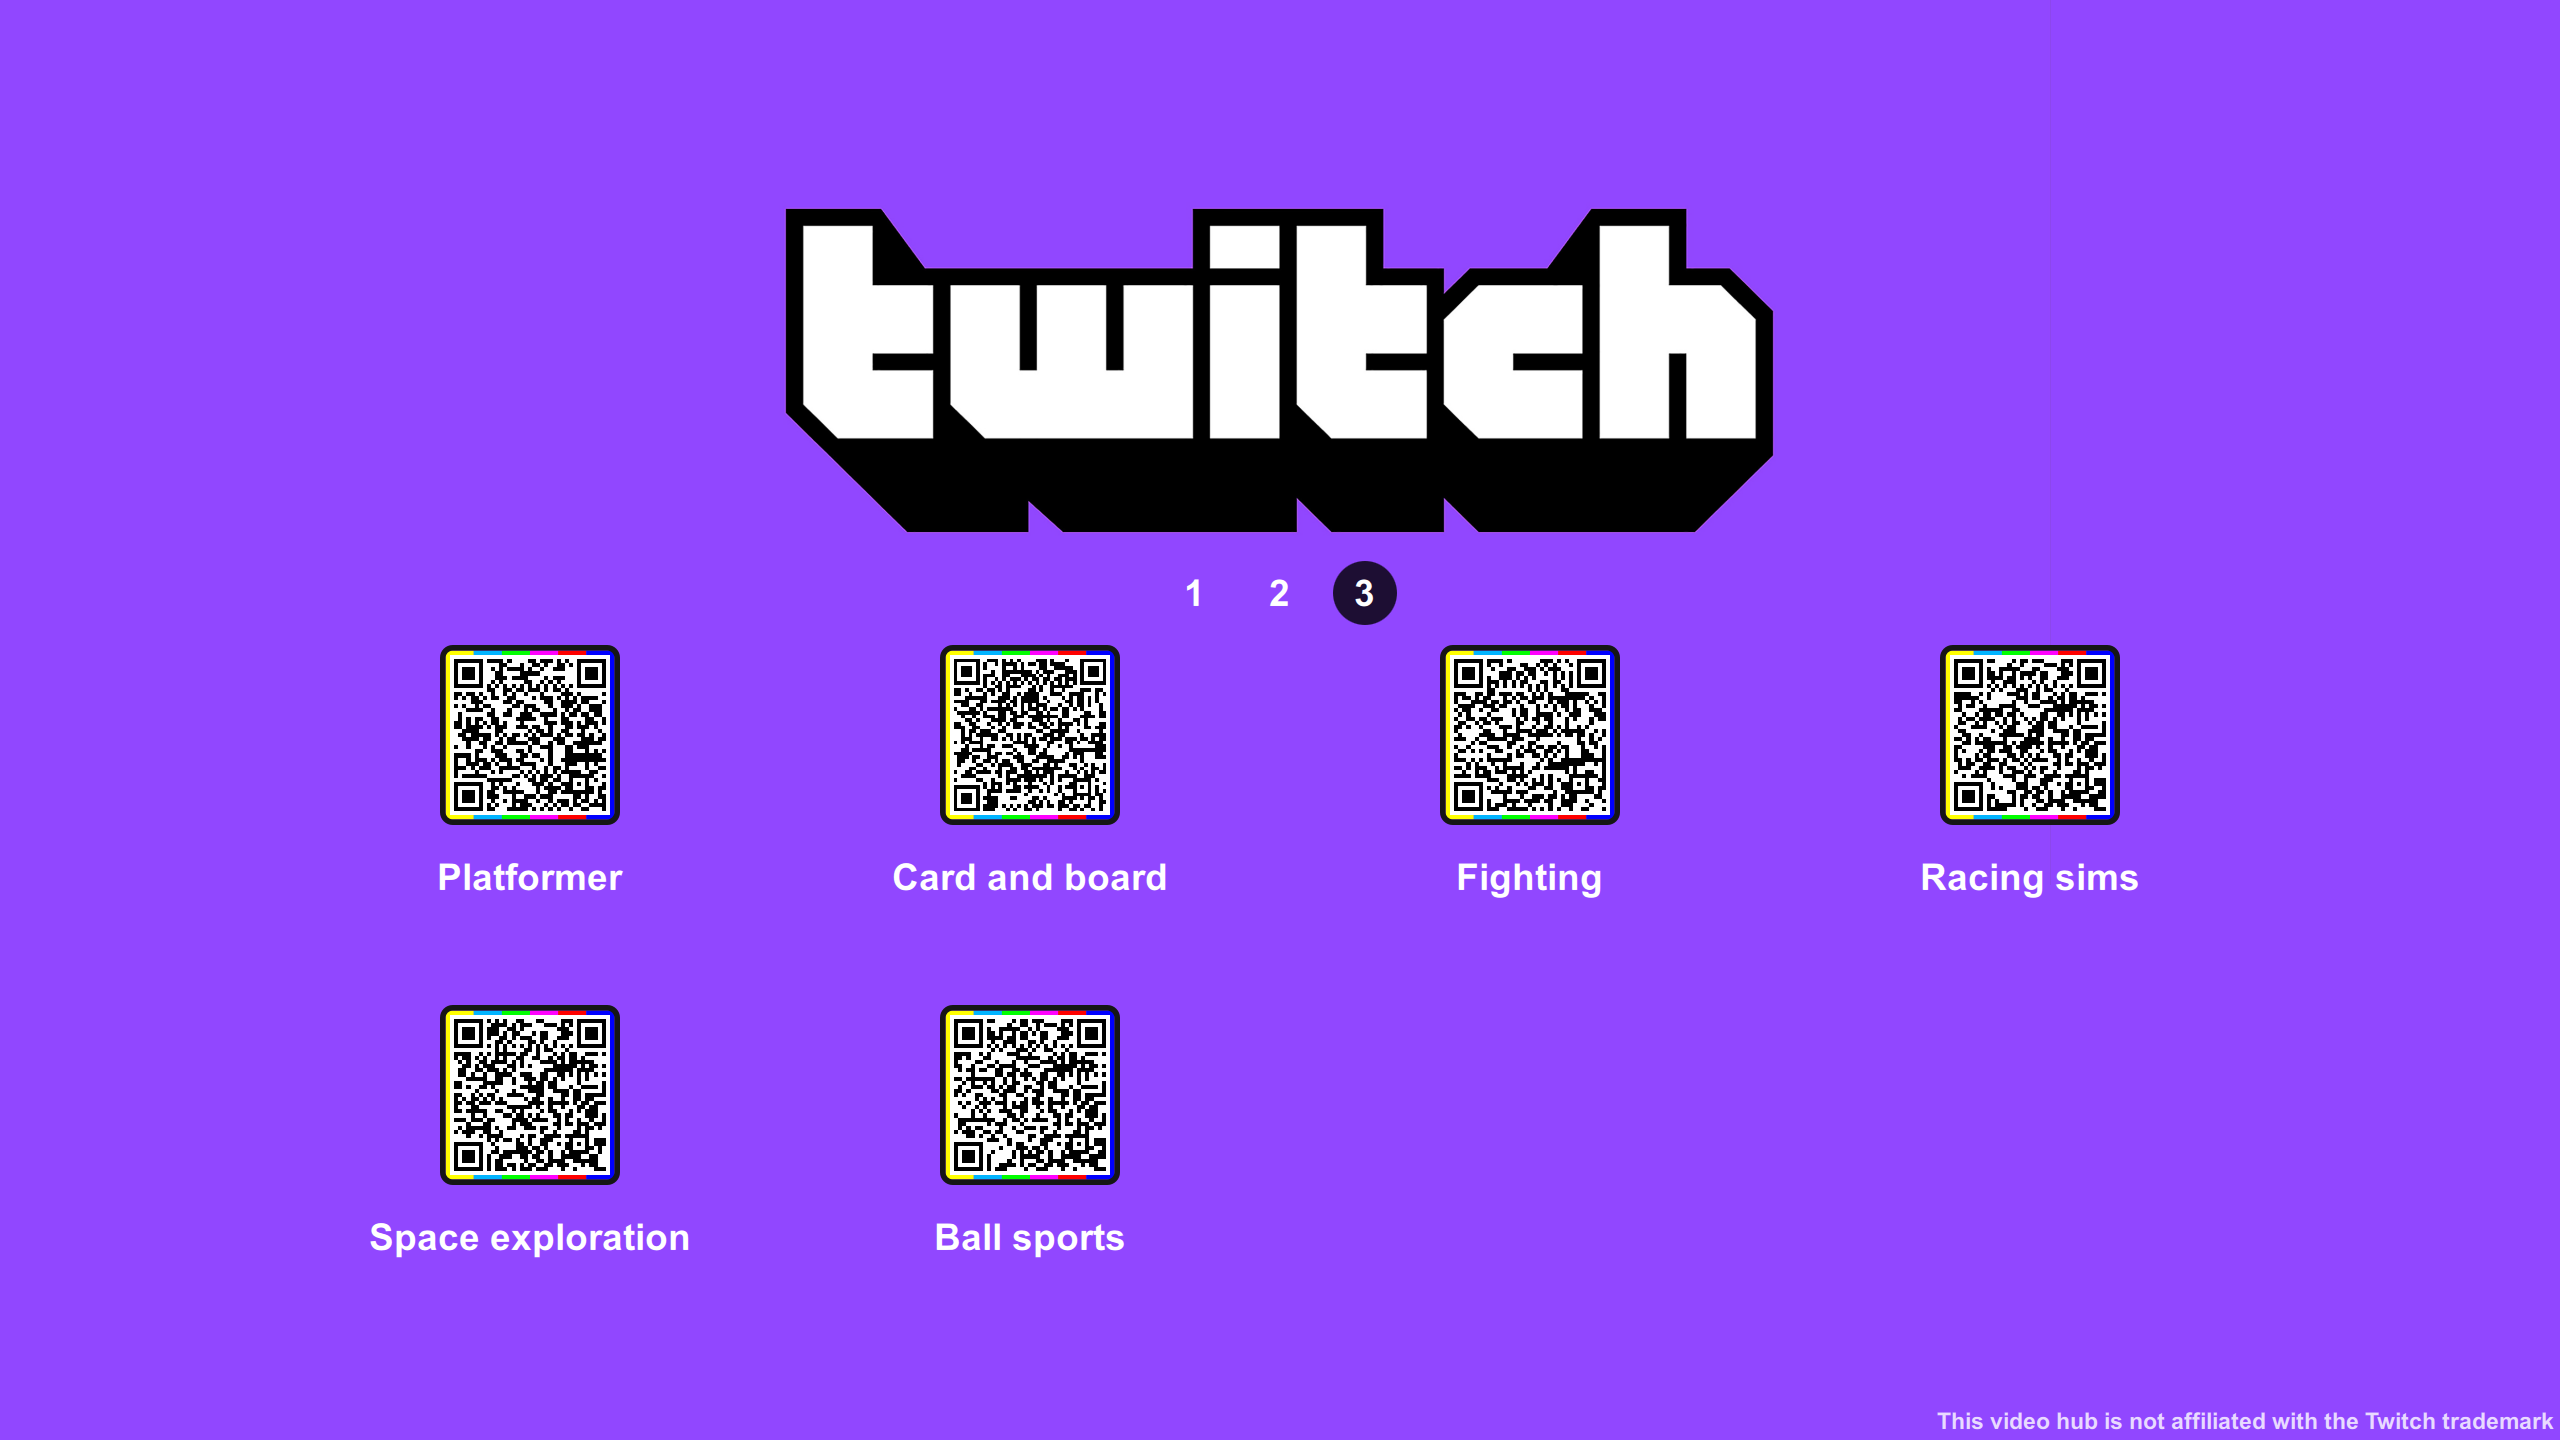 twitch
1 2 3
Platformer Card and board Fighting Racing sims
Space exploration Ball sports
This video hub is not affiliated with the Twitch trademark